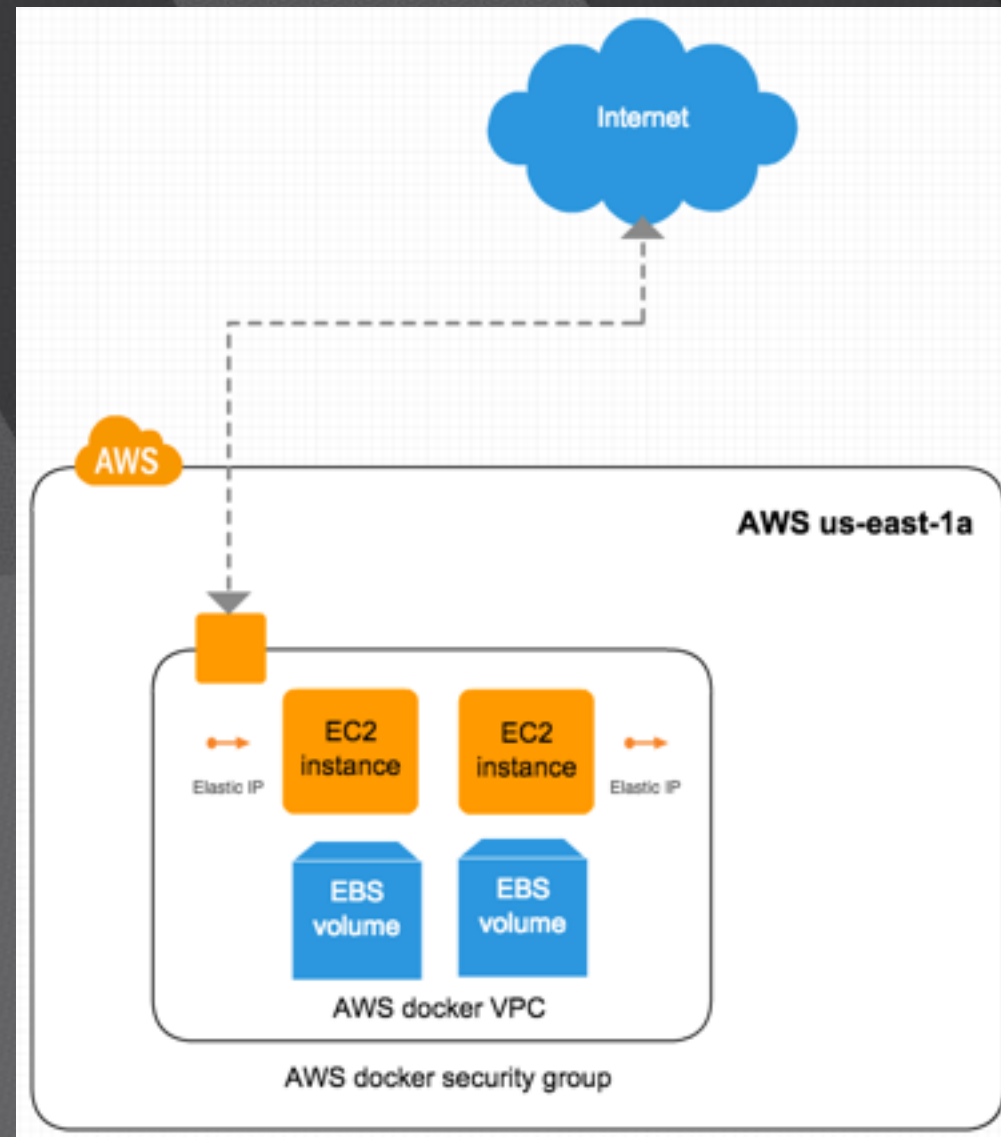 Internet
AWS
AWS us-east-1a
EC2
instance
EC2
instance
Elastic IP
Elastic IP
EBS
volume
EBS
volume
AWS docker VPC
AWS docker security group